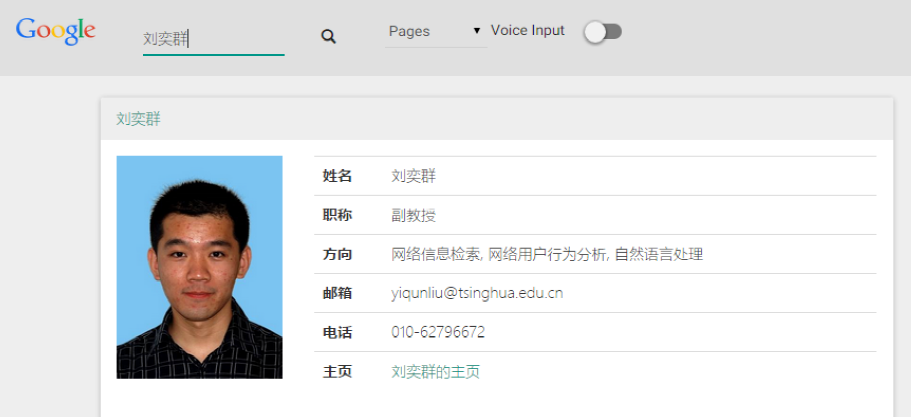 Google 刘奕群 Pages Voice Input
刘奕群
姓名 刘奕群
职称 副教授
方向 网络信息检索, 网络用户行为分析, 自然语言处理
邮箱 yiqunliu@tsinghua.edu.cn
电话 010-62796672
主页 刘奕群的主页